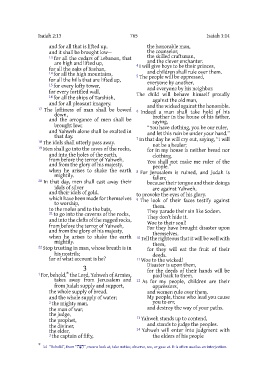 Isaiah 2:13
765
Isaiah 3:14
and for all that is lifted up,
and it shall be brought low—
13 for all the cedars of Lebanon, that
are high and lifted up,
for all the oaks of Bashan,
14 for all the high mountains,
for all the hills that are lifted up,
15 for every lofty tower,
for every fortified wall,
16 for all the ships of Tarshish,
and for all pleasant imagery.
17 The loftiness of man shall be bowed
down,
and the arrogance of men shall be
brought low;
and Yahweh alone shall be exalted in
that day.
18 The idols shall utterly pass away.
19 Men shall go into the caves of the rocks,
and into the holes of the earth,
from before the terror of Yahweh,
and from the glory of his majesty,
when he arises to shake the earth
mightily.
20 In that day, men shall cast away their
idols of silver
and their idols of gold,
which have been made for themselves
to worship,
to the moles and to the bats,
21 to go into the caverns of the rocks,
and into the clefts of the ragged rocks,
from before the terror of Yahweh,
and from the glory of his majesty,
when he arises to shake the earth
mightily.
22 Stop trusting in man, whose breath is in
his nostrils;
for of what account is he?
3
1 For, behold, the Lord, Yahweh of Armies,
takes away from Jerusalem and
from Judah supply and support,
the whole supply of bread,
and the whole supply of water;
2 the mighty man,
the man of war,
the judge,
the prophet,
the diviner,
the elder,
3 the captain of fifty,
the honorable man,
the counselor,
the skilled craftsman,
and the clever enchanter.
4 I will give boys to be their princes,
and children shall rule over them.
5 The people will be oppressed,
everyone by another,
and everyone by his neighbor.
The child will behave himself proudly
against the old man,
and the wicked against the honorable.
6 Indeed a man shall take hold of his
brother in the house of his father,
saying,
"You have clothing, you be our ruler,
and let this ruin be under your hand."
7 In that day he will cry out, saying, "I will
not be a healer;
for in my house is neither bread nor
clothing.
You shall not make me ruler of the
people."
8 For Jerusalem is ruined, and Judah is
fallen;
because their tongue and their doings
are against Yahweh,
to provoke the eyes of his glory.
9 The look of their faces testify against
them.
They parade their sin like Sodom.
They don't hide it.
Woe to their soul!
For they have brought disaster upon
themselves.
10 Tell the righteous that it will be well with
them,
for they will eat the fruit of their
deeds.
11 Woe to the wicked!
Disaster is upon them,
for the deeds of their hands will be
paid back to them.
12 As for my people, children are their
oppressors,
and women rule over them.
My people, those who lead you cause
you to err,
and destroy the way of your paths.
13 Yahweh stands up to contend,
and stands to judge the peoples.
14 Yahweh will enter into judgment with
the elders of his people